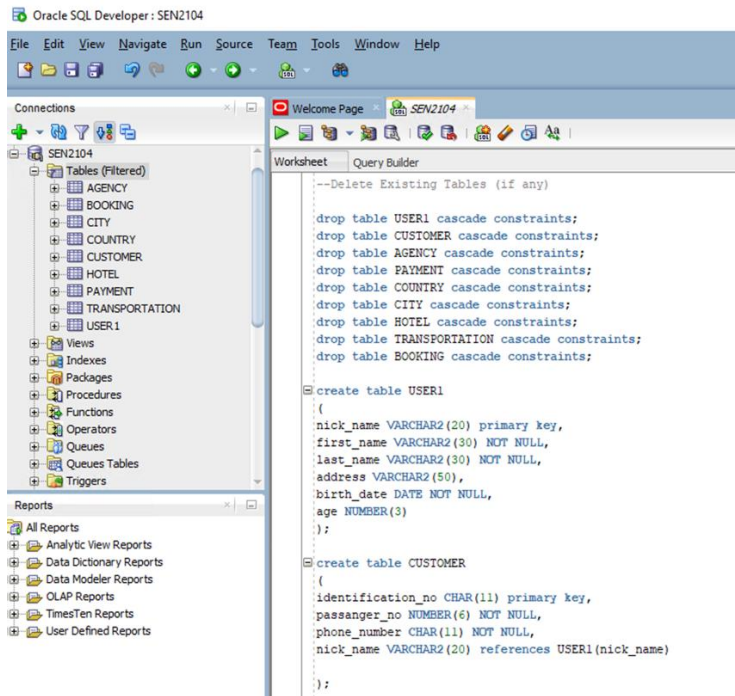 Oracle SQL Developer : SEN2104
File Edit View Navigate Run Source Team Tools Window Help
Connections
SEN2104
Tables (Filtered)
AGENCY
BOOKING
CITY
COUNTRY
CUSTOMER
HOTEL
PAYMENT
TRANSPORTATION
USER1
Views
Indexes
Packages
Procedures
Functions
Operators
Queues
Queues Tables
Triggers
Reports
All Reports
Analytic View Reports
Data Dictionary Reports
Data Modeler Reports
OLAP Reports
TimesTen Reports
User Defined Reports
Welcome Page SEN2104
Worksheet Query Builder
--Delete Existing Tables (if any)
drop table USER1 cascade constraints;
drop table CUSTOMER cascade constraints;
drop table AGENCY cascade constraints;
drop table PAYMENT cascade constraints;
drop table COUNTRY cascade constraints;
drop table CITY cascade constraints;
drop table HOTEL cascade constraints;
drop table TRANSPORTATION cascade constraints;
drop table BOOKING cascade constraints;
create table USER1
(
nick_name VARCHAR2(20) primary key,
first_name VARCHAR2(30) NOT NULL,
last_name VARCHAR2(30) NOT NULL,
address VARCHAR2(50),
birth_date DATE NOT NULL,
age NUMBER(3)
);
create table CUSTOMER
(
identification_no CHAR(11) primary key,
passanger_no NUMBER(6) NOT NULL,
phone_number CHAR(11) NOT NULL,
nick_name VARCHAR2(20) references USER1(nick_name)
);